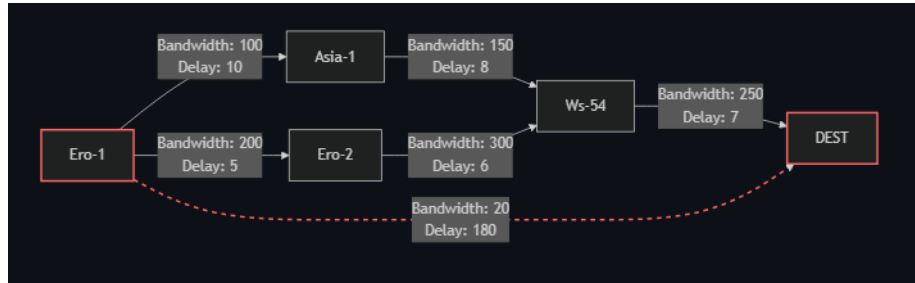 Bandwidth: 100
Delay: 10
Asia-1
Bandwidth: 150
Delay: 8
Ws-54
Bandwidth: 250
Delay: 7
DEST
Ero-1
Bandwidth: 200
Delay: 5
Ero-2
Bandwidth: 300
Delay: 6
Bandwidth: 20
Delay: 180